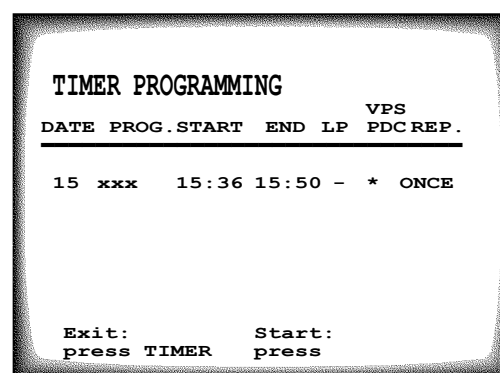 TIMER PROGRAMMING
VPS
DATE PROG.START END LP PDC REP.
15 xxx 15:36 15:50 – * ONCE
Exit: Start:
press TIMER press